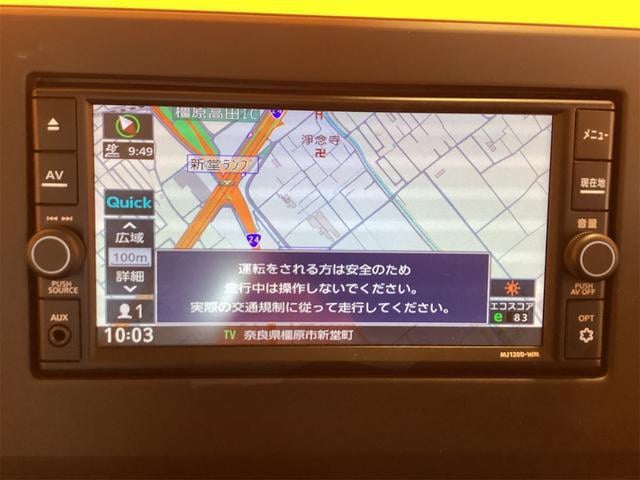 橿原高田IC
24
浄念寺
9:49
新堂ランプ
メニュー
AV
現在地
Quick
音量
広域
24
100m
詳細
運転をされる方は安全のため
走行中は操作しないでください。
実際の交通規制に従って走行してください。
PUSH
SOURCE
PUSH
AV OFF
エコスコア
e 83
1
AUX
OPT
10:03
TV 奈良県橿原市新堂町
MJ120D-WM